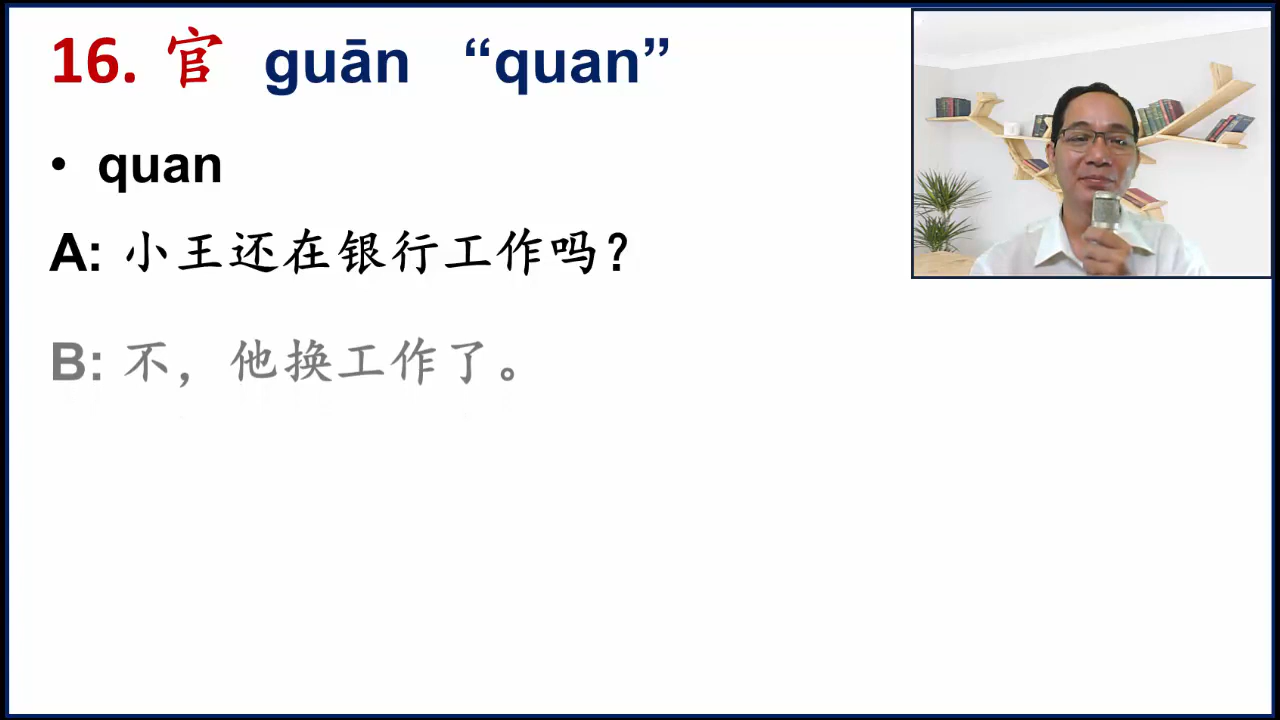 16. 官 guān “quan”
• quan
A: 小王还在银行工作吗？
B: 不，他换工作了。